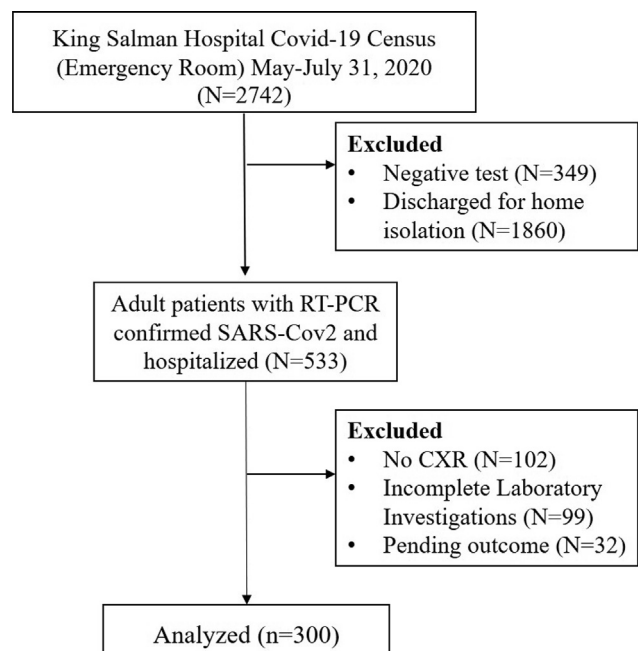 King Salman Hospital Covid-19 Census
(Emergency Room) May-July 31, 2020
(N=2742)
Excluded
• Negative test (N=349)
• Discharged for home
isolation (N=1860)
Adult patients with RT-PCR
confirmed SARS-Cov2 and
hospitalized (N=533)
Excluded
• No CXR (N=102)
• Incomplete Laboratory
Investigations (N=99)
• Pending outcome (N=32)
Analyzed (n=300)